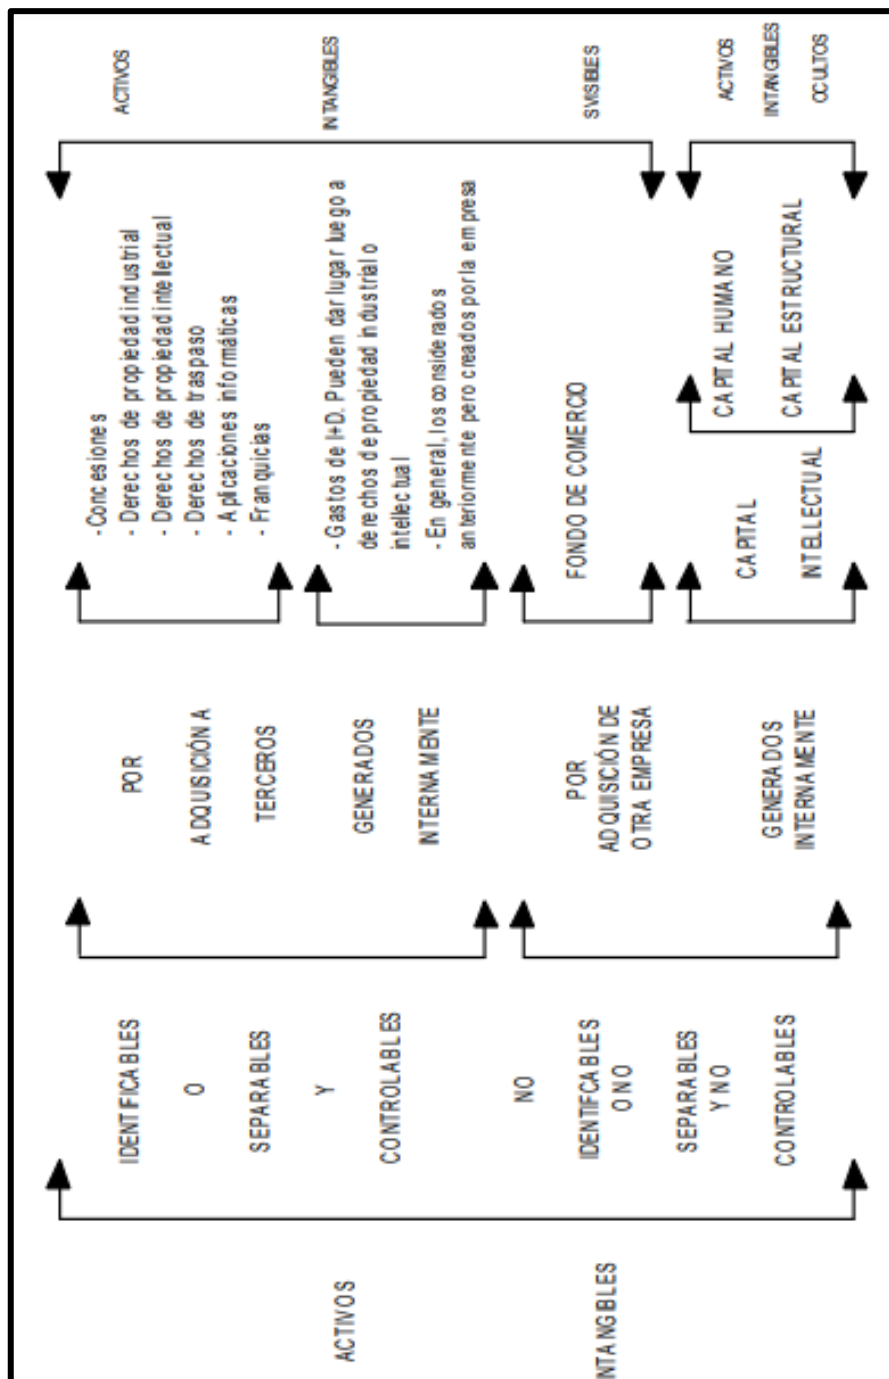 ACTIVOS
INTANGIBLES
IDENTIFICABLES
O
SEPARABLES
Y
CONTROLABLES
NO
IDENTIFCABLES
O NO
SEPARABLES
Y NO
CONTROLABLES
POR
ADQUISICIÓN A
TERCEROS
GENERADOS
INTERNAMENTE
POR
ADQUISICIÓN DE
OTRA EMPRESA
GENERADOS
INTERNAMENTE
- Concesiones
- Derechos de propiedad industrial
- Derechos de propiedad intelectual
- Derechos de traspaso
- Aplicaciones informáticas
- Franquicias
- Gastos de I+D. Pueden dar lugar luego a
derechos de propiedad industrial o
intellectual
- En general, los considerados
anteriormente pero creados por la empresa
FONDO DE COMERCIO
CAPITAL
INTELLECTUAL
CAPITAL HUMANO
CAPITAL ESTRUCTURAL
ACTIVOS
INTANGIBLES
SVISIBLES
ACTIVOS
INTANGIBLES
OCULTOS